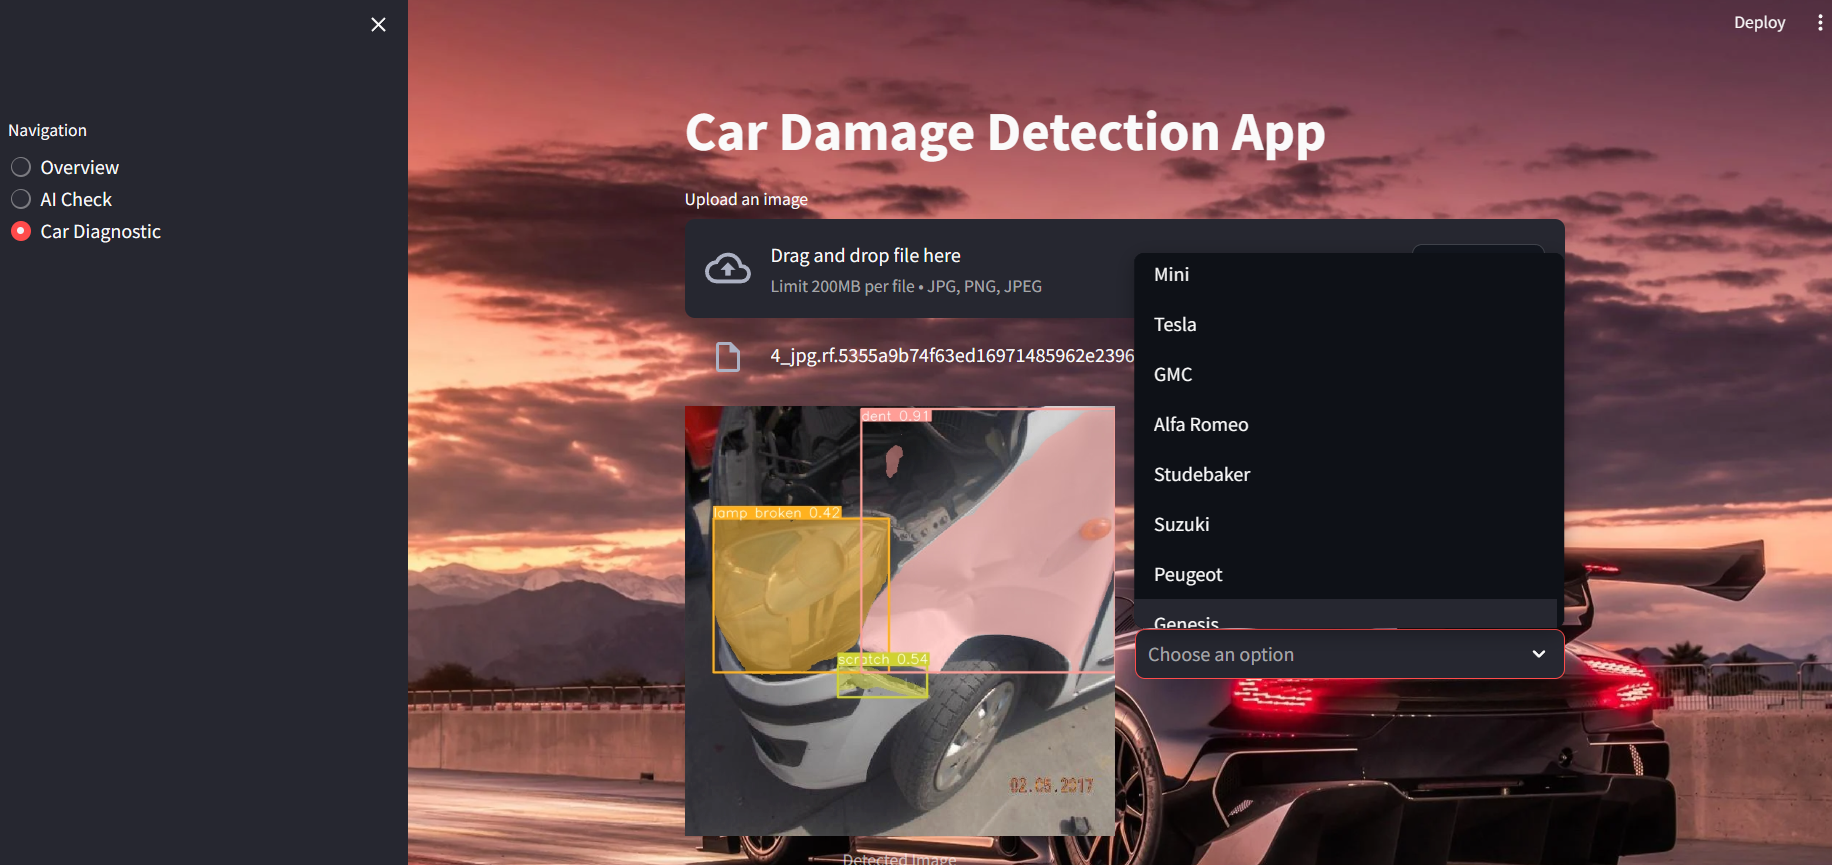 Deploy
Navigation
Overview
AI Check
Car Diagnostic
Car Damage Detection App
Upload an image
Drag and drop file here
Limit 200MB per file • JPG, PNG, JPEG
4_jpg.rf.5355a9b74f63ed16971485962e2396
dent 0.91
lamp broken 0.42
scratch 0.54
02.05.2017
Detected Image
Mini
Tesla
GMC
Alfa Romeo
Studebaker
Suzuki
Peugeot
Genesis
Choose an option